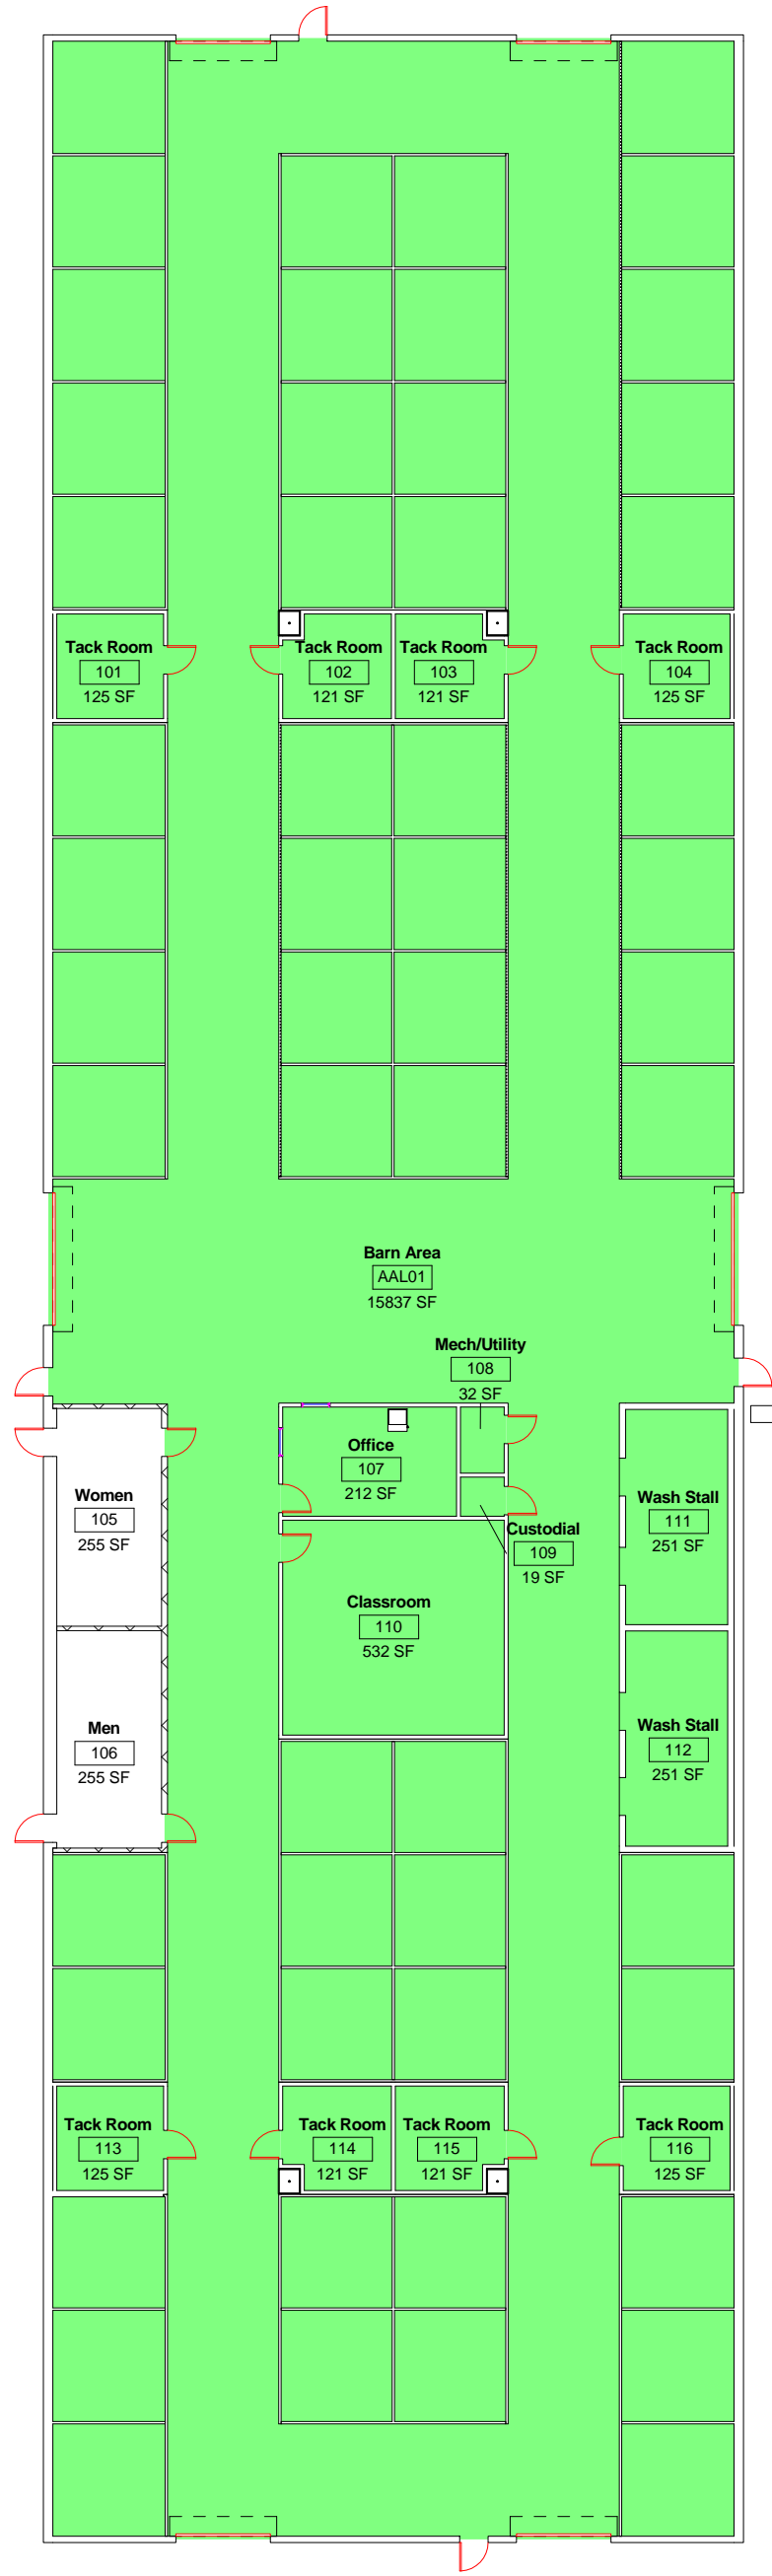 Tack Room
101
125 SF
Tack Room
102
121 SF
Tack Room
103
121 SF
Tack Room
104
125 SF
Barn Area
AAL01
15837 SF
Mech/Utility
108
32 SF
Office
107
212 SF
Women
105
255 SF
Wash Stall
111
251 SF
Custodial
109
19 SF
Classroom
110
532 SF
Men
106
255 SF
Wash Stall
112
251 SF
Tack Room
113
125 SF
Tack Room
114
121 SF
Tack Room
115
121 SF
Tack Room
116
125 SF